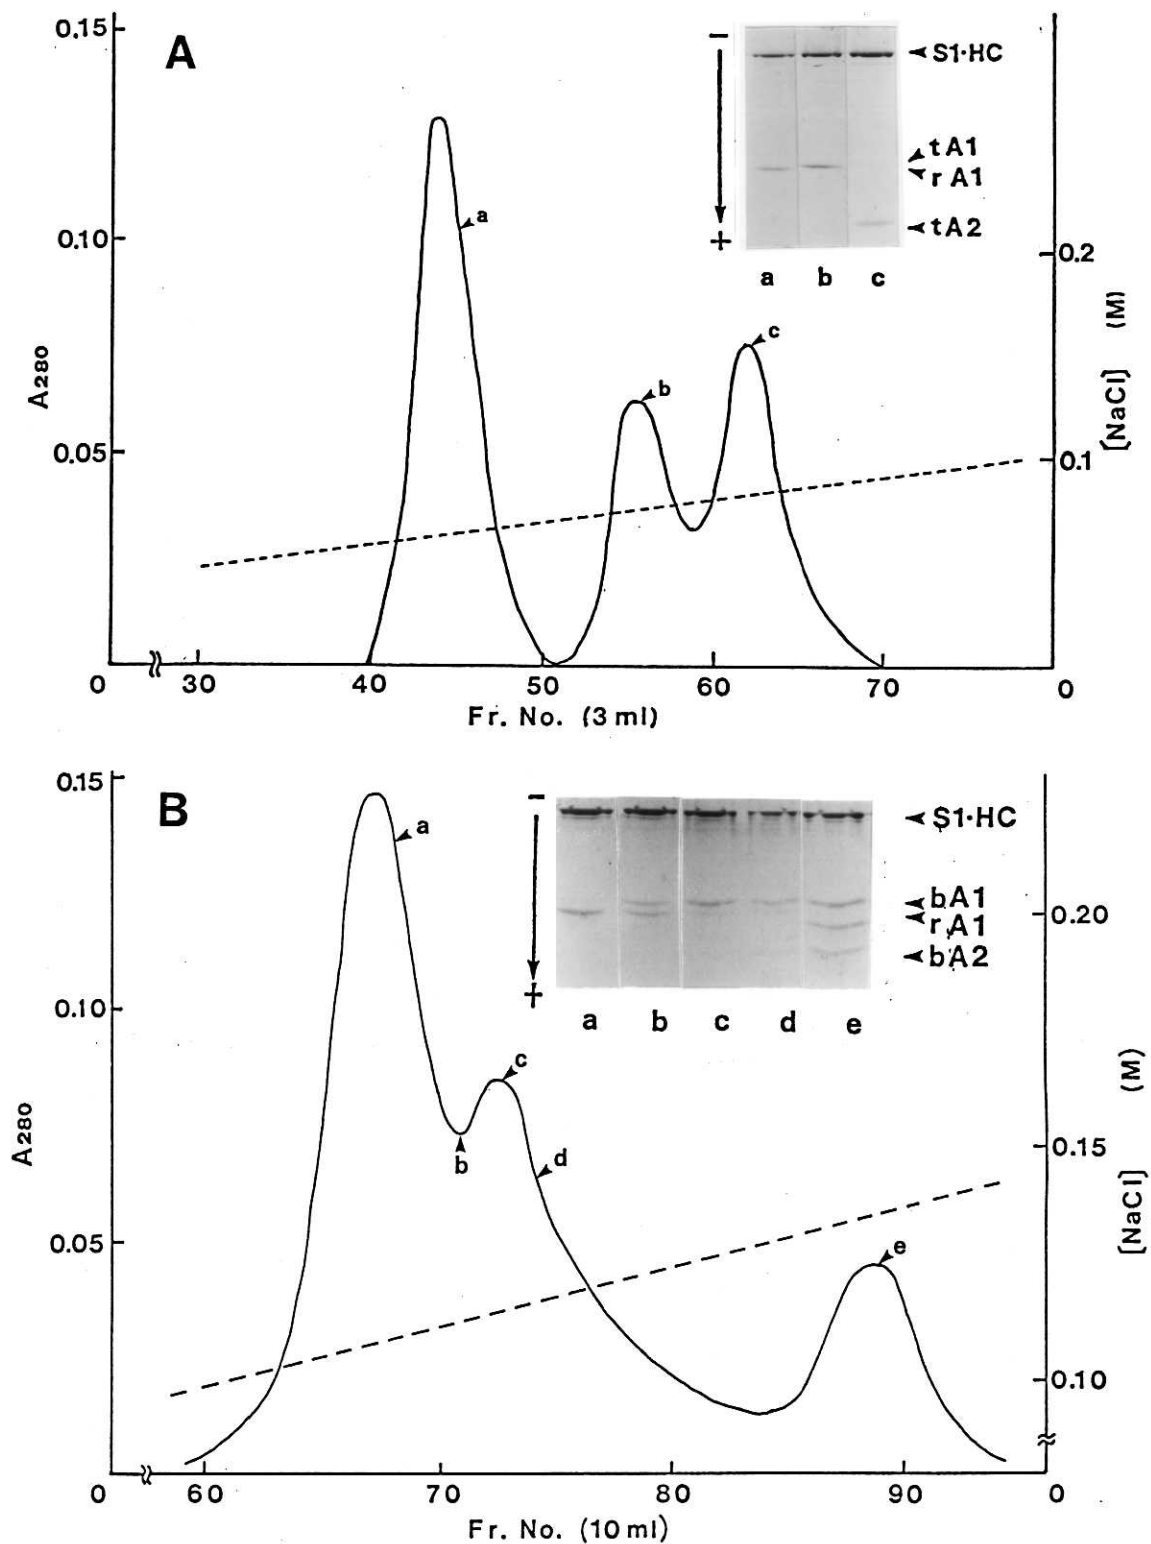 A
0.15
0.10
0.05
0
A280
30
40
50
60
70
0
Fr. No. (3 ml)
0.2
0.1
[NaCl] (M)
a
b
c
−
+
S1·HC
tA1
rA1
tA2
a b c
B
0.15
0.10
0.05
0
A280
60
70
80
90
0
Fr. No. (10 ml)
0.20
0.15
0.10
[NaCl] (M)
a
b
c
d
e
−
+
S1·HC
bA1
rA1
bA2
a b c d e